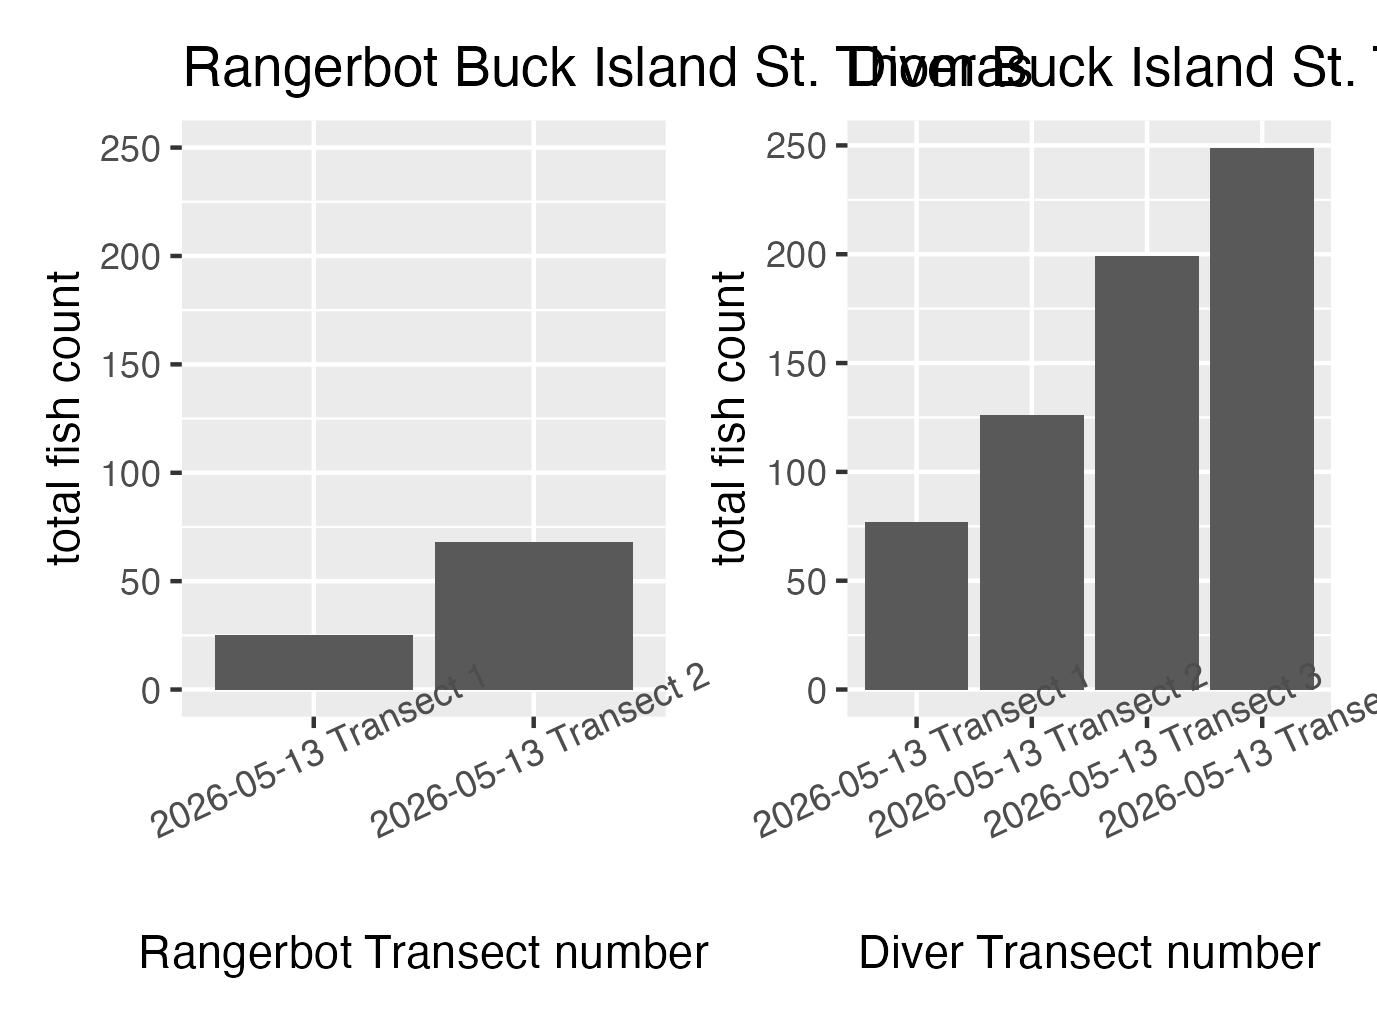 Rangerbot Buck Island St. Thomas
Diver Buck Island St.
total fish count
250
200
150
100
50
0
2026-05-13 Transect 1
2026-05-13 Transect 2
Rangerbot Transect number
total fish count
250
200
150
100
50
0
2026-05-13 Transect 1
2026-05-13 Transect 2
2026-05-13 Transect 3
2026-05-13 Transe
Diver Transect number